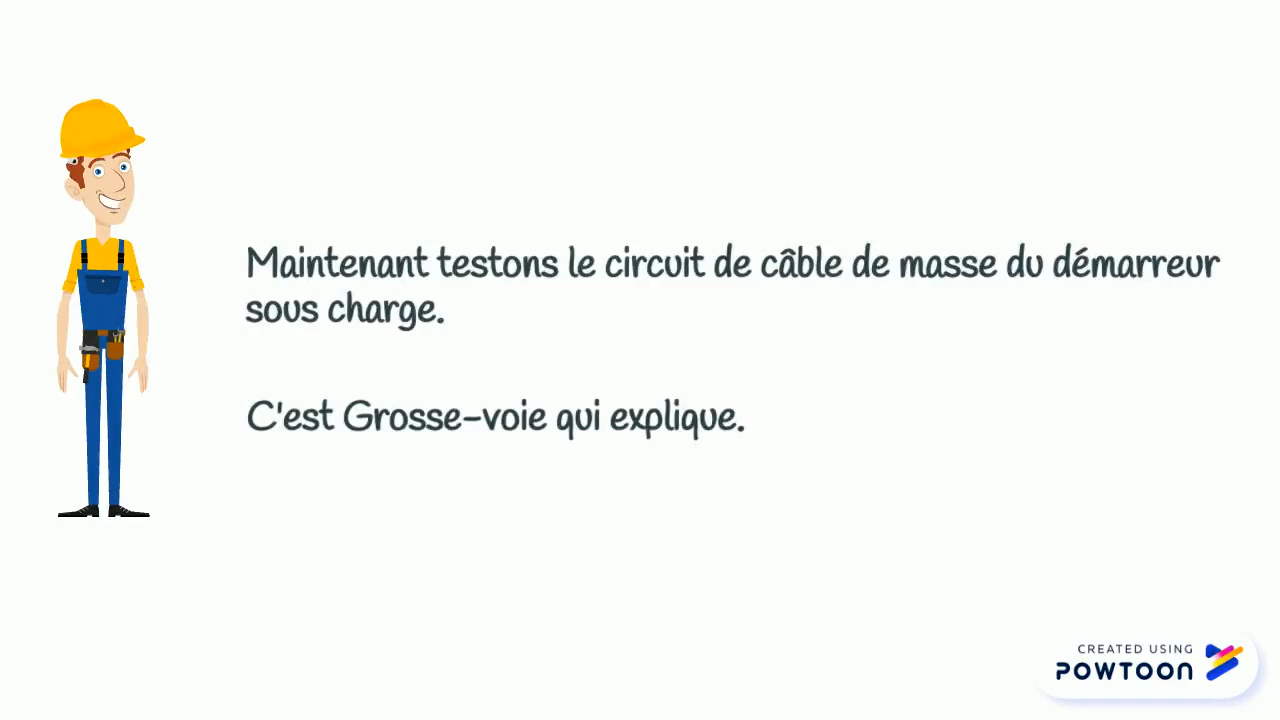 Maintenant testons le circuit de câble de masse du démarreur
sous charge.
C'est Grosse-voie qui explique.
CREATED USING
POWTOON